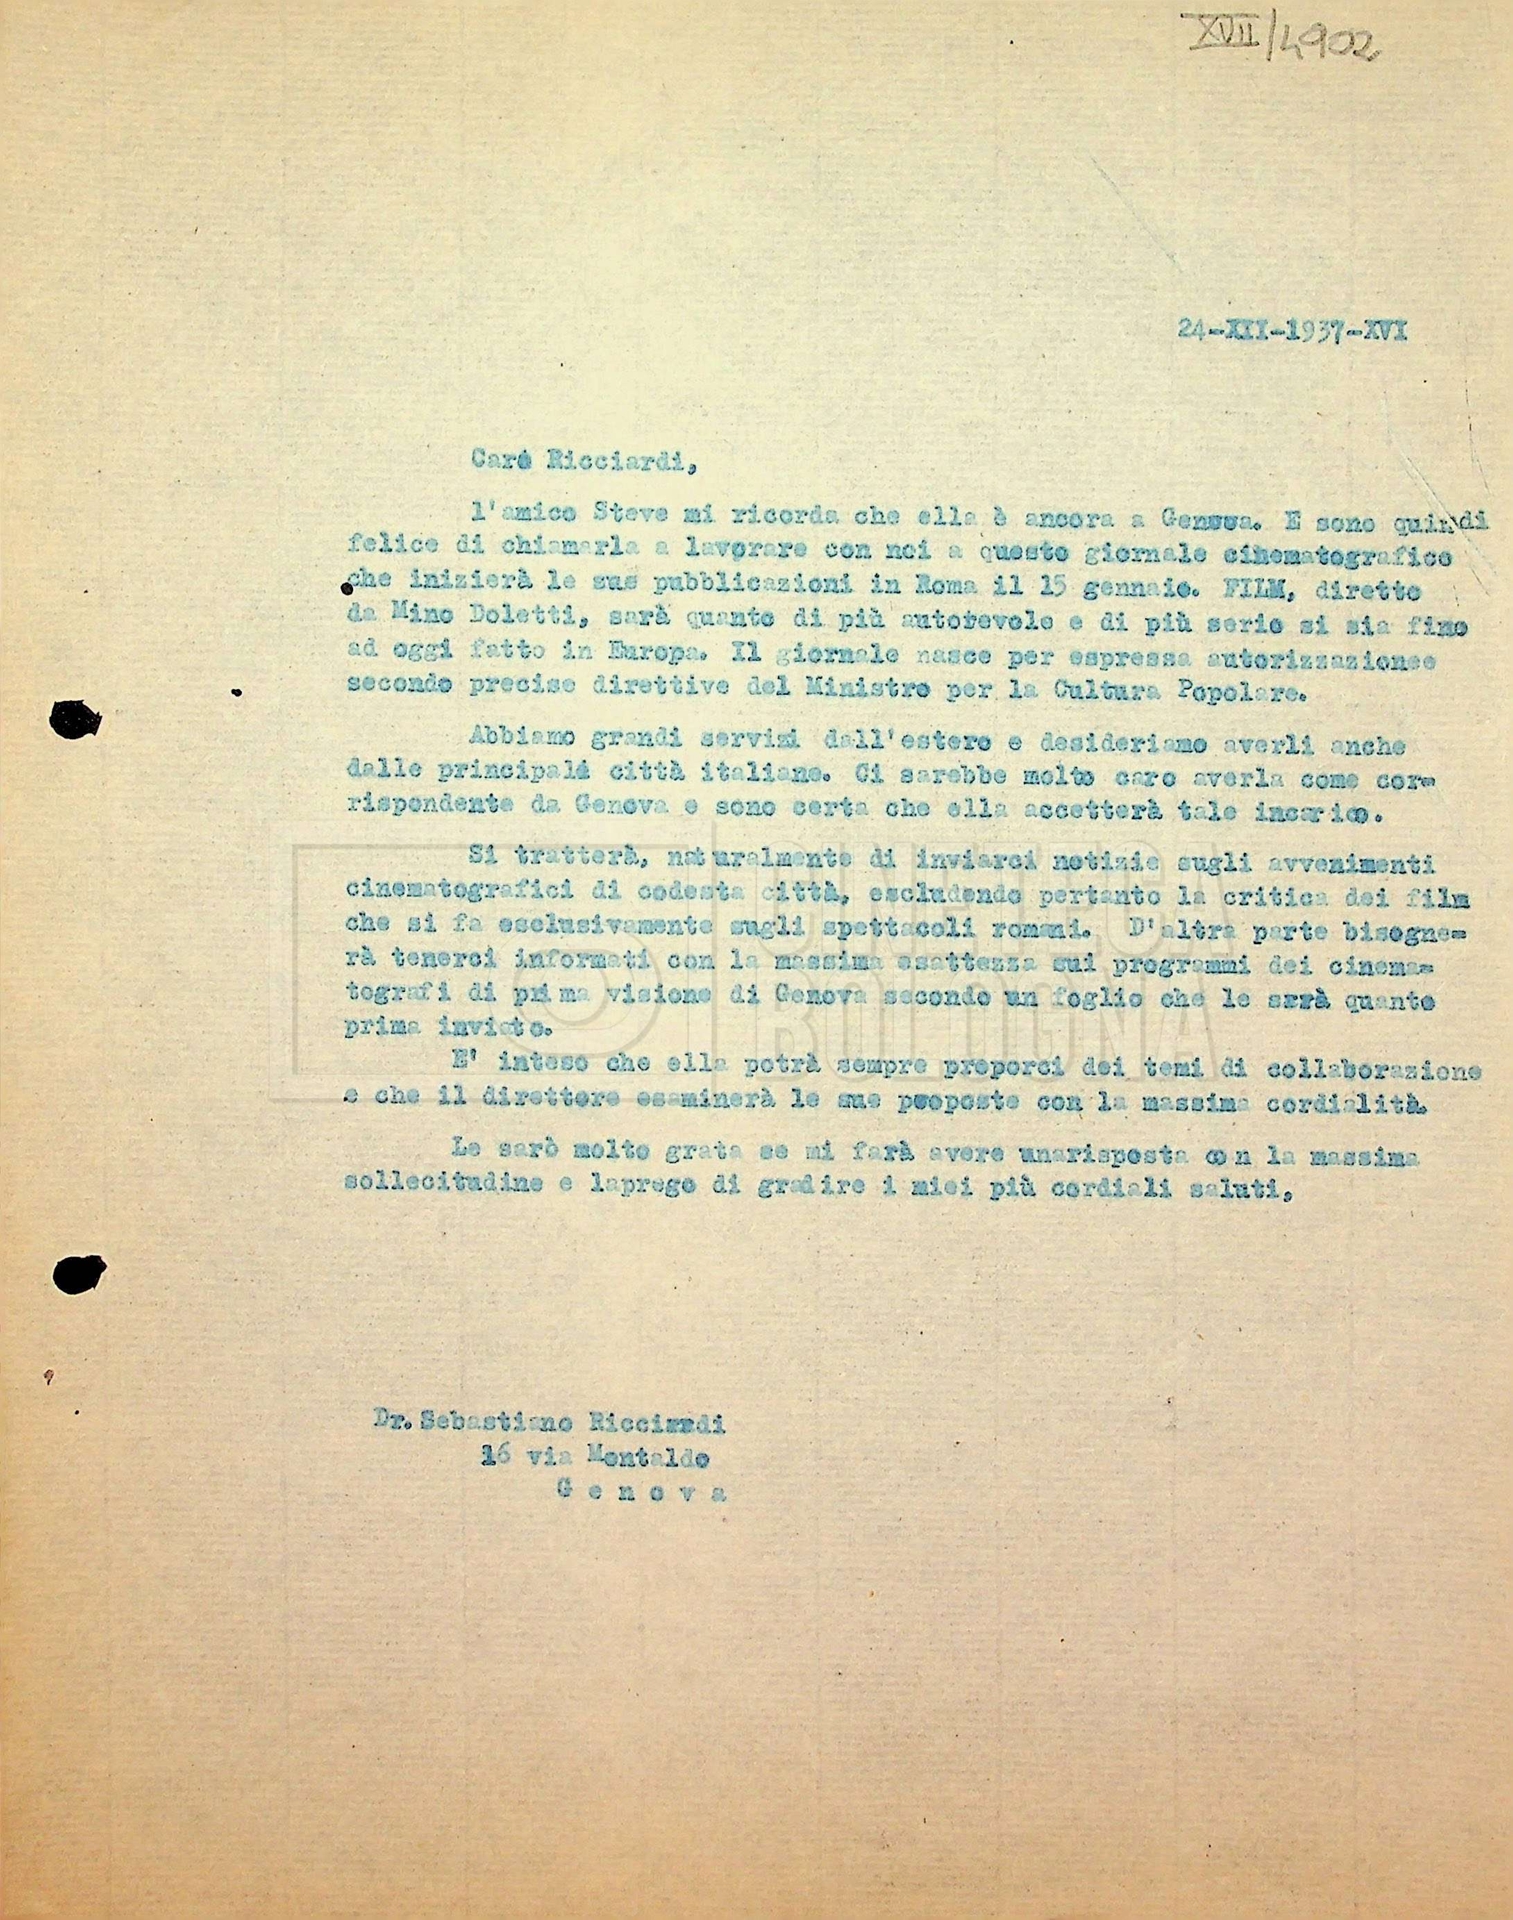 XVII/4902
24-XII-1937-XVI
Caro Ricciardi,
l'amico Steve mi ricorda che ella è ancora a Genova. E sono quindi
felice di chiamarla a lavorare con noi a questo giornale cinematografico
che inizierà le sue pubblicazioni in Roma il 15 gennaio. FILM, diretto
da Mino Doletti, sarà quanto di più autorevole e di più serio si sia fino
ad oggi fatto in Europa. Il giornale nasce per espressa autorizzazionee
secondo precise direttive del Ministro per la Cultura Popolare.
Abbiamo grandi servizi dall'estero e desideriamo averli anche
dalle principali città italiane. Ci sarebbe molto caro averla come cor=
rispondente da Genova e sono certa che ella accetterà tale incarico.
Si tratterà, naturalmente di inviarci notizie sugli avvenimenti
cinematografici di codesta città, escludendo pertanto la critica dei film
che si fa esclusivamente sugli spettacoli romani. D'altra parte bisogne=
rà tenerci informati con la massima esattezza sui programmi dei cinema=
tografi di prima visione di Genova secondo un foglio che le sarà quanto
prima inviato.
E' inteso che ella potrà sempre proporci dei temi di collaborazione
e che il direttore esaminerà le sue proposte con la massima cordialità.
Le sarò molto grata se mi farà avere unarisposta con la massima
sollecitudine e laprego di gradire i miei più cordiali saluti,
Dr. Sebastiano Ricciardi
16 via Montaldo
G e n o v a